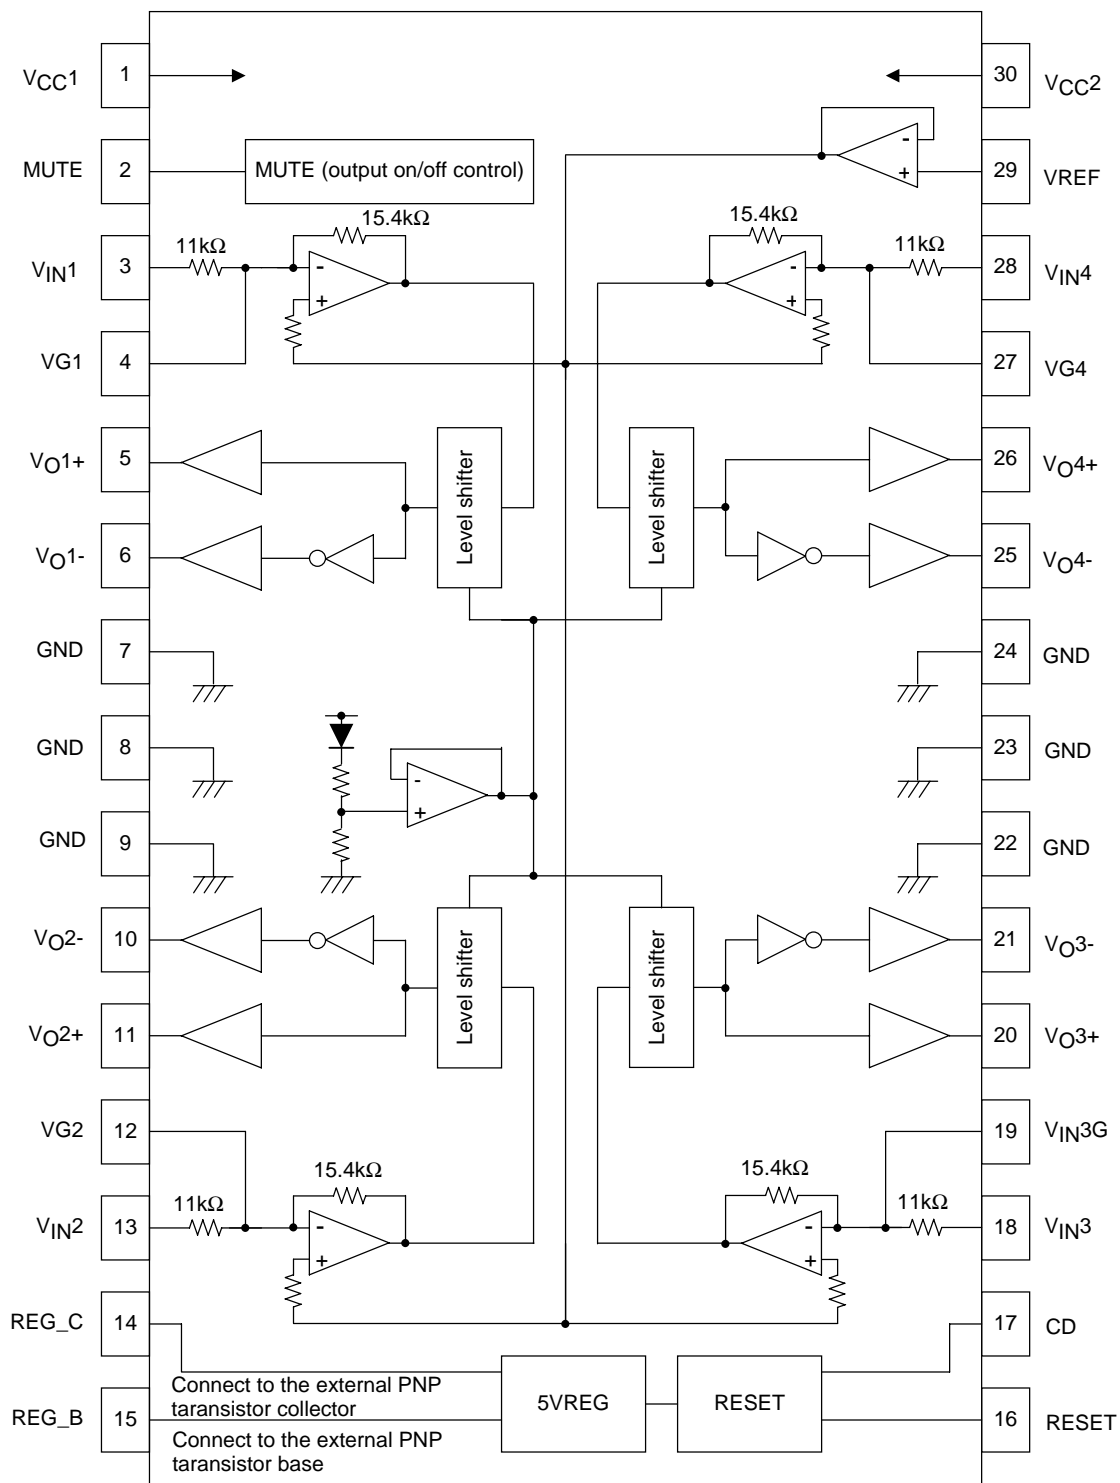 VCC1 1
30 VCC2
MUTE 2 MUTE (output on/off control)
- + 29 VREF
15.4kΩ
15.4kΩ
11kΩ
11kΩ
VIN1 3 - +
- + 28 VIN4
VG1 4
27 VG4
VO1+ 5
26 VO4+
Level shifter
Level shifter
VO1- 6
25 VO4-
GND 7
24 GND
GND 8
23 GND
- +
GND 9
22 GND
VO2- 10
21 VO3-
Level shifter
Level shifter
VO2+ 11
20 VO3+
VG2 12
19 VIN3G
15.4kΩ
15.4kΩ
11kΩ
11kΩ
VIN2 13 - +
- + 18 VIN3
REG_C 14
17 CD
Connect to the external PNP
taransistor collector
5VREG
RESET
REG_B 15
16 RESET
Connect to the external PNP
taransistor base